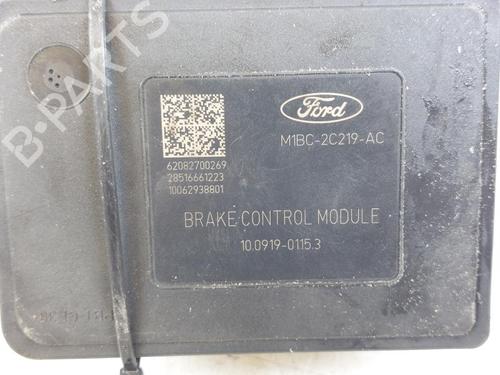 B-PARTS
Ford
M1BC-2C219-AC
62082700269
28516661223
10062938801
BRAKE CONTROL MODULE
10.0919-0115.3